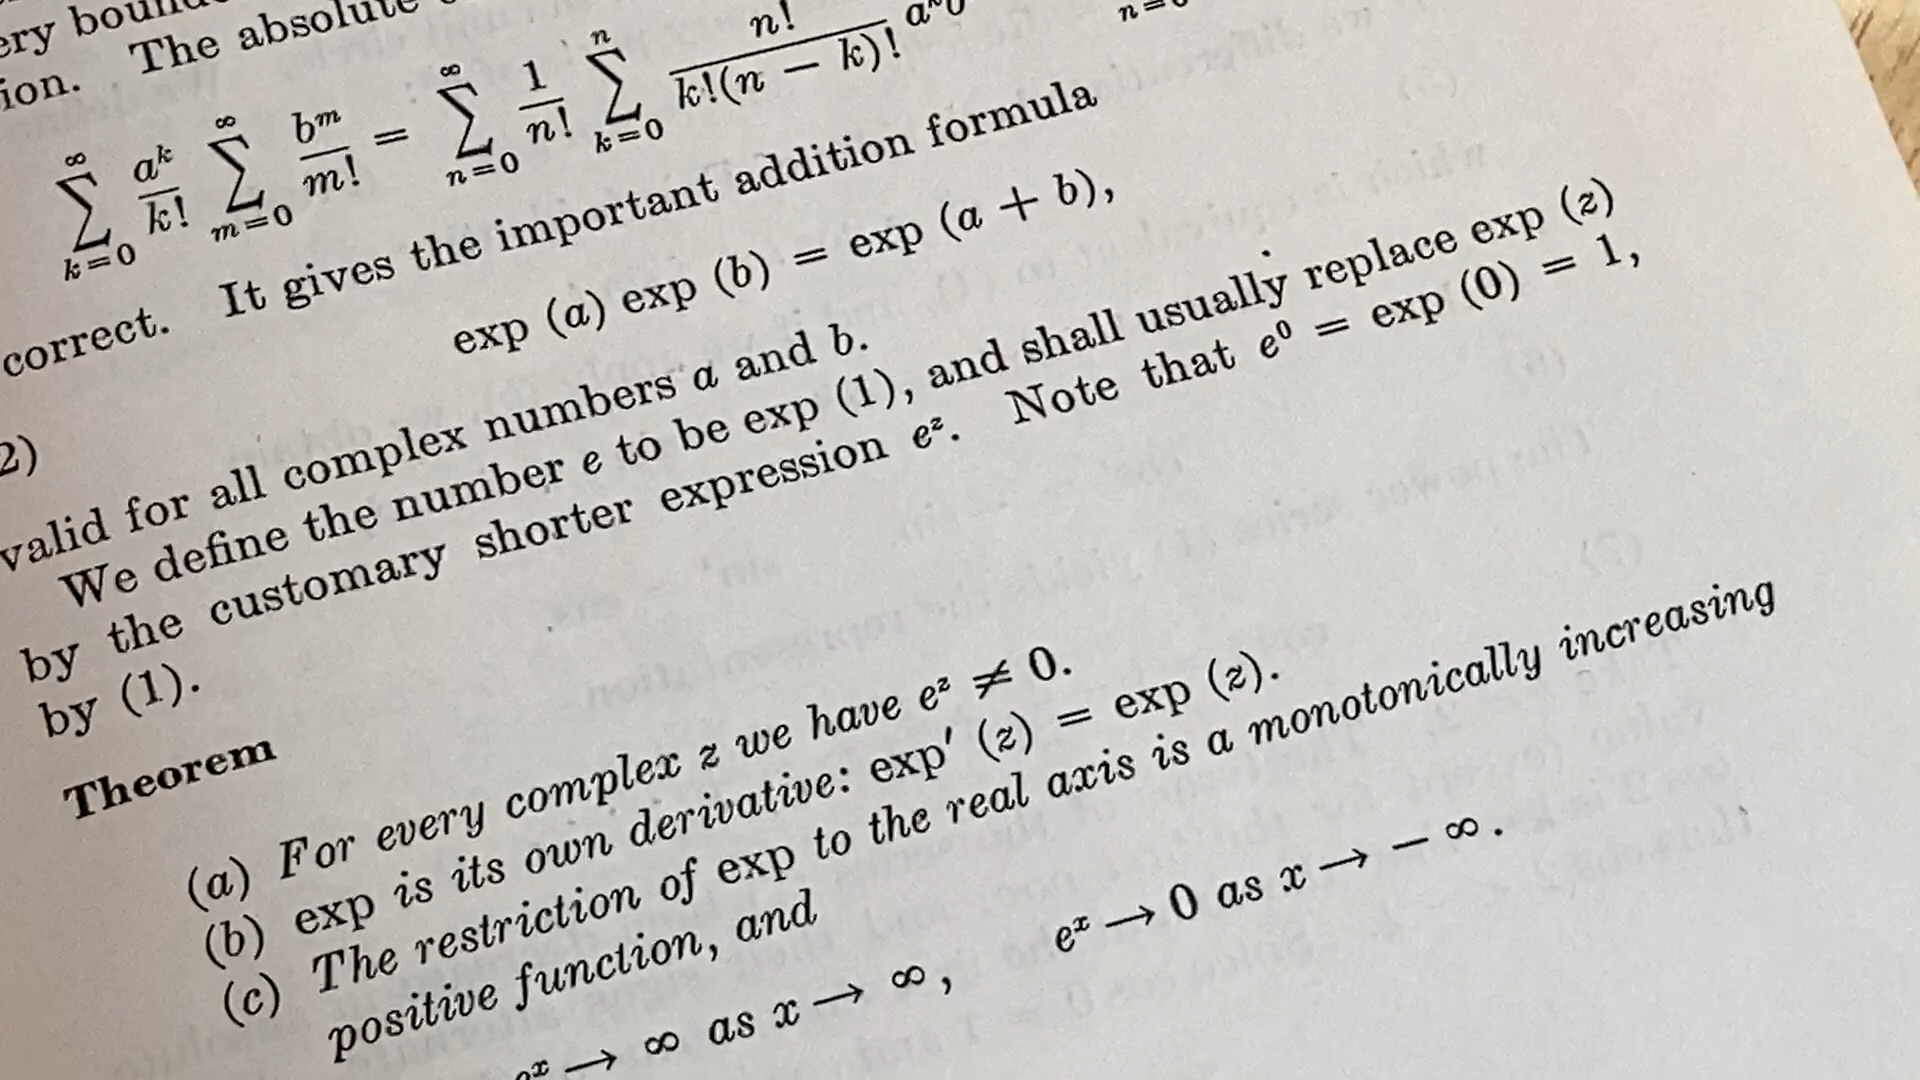 ery bound
ion. The absolute
∞ ∑ k=0 a^k/k! ∞ ∑ m=0 b^m/m! = ∞ ∑ n=0 1/n! n ∑ k=0 n!/k!(n − k)!
correct. It gives the important addition formula
2) exp (a) exp (b) = exp (a + b),
valid for all complex numbers a and b.
We define the number e to be exp (1), and shall usually replace exp (z)
by the customary shorter expression e^z. Note that e^0 = exp (0) = 1,
by (1).
Theorem
(a) For every complex z we have e^z ≠ 0.
(b) exp is its own derivative: exp′ (z) = exp (z).
(c) The restriction of exp to the real axis is a monotonically increasing
positive function, and
e^x → ∞ as x → ∞, e^x → 0 as x → − ∞.